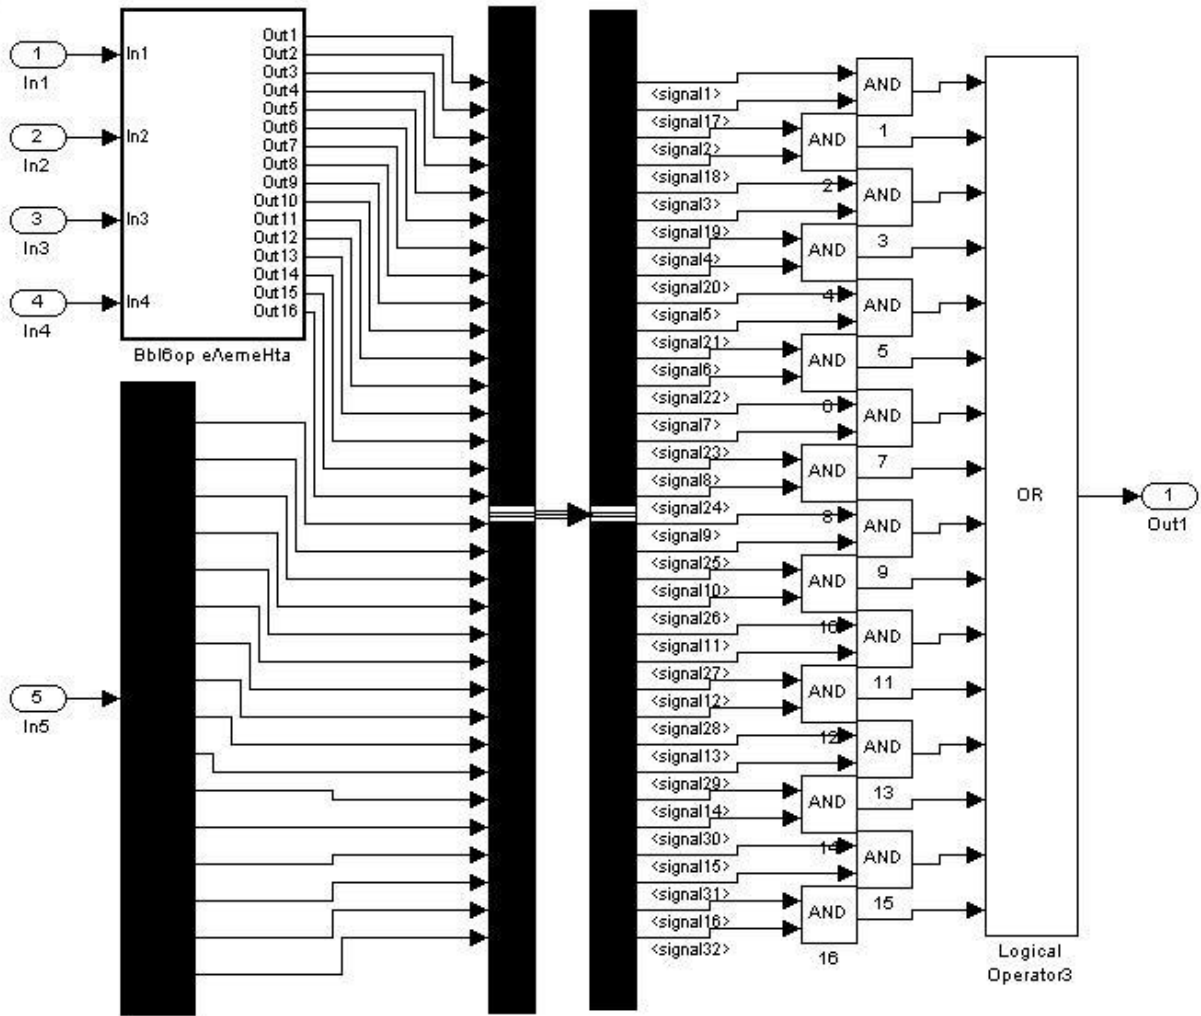 1
In1
2
In2
3
In3
4
In4
5
In5
In1
In2
In3
In4
Out1
Out2
Out3
Out4
Out5
Out6
Out7
Out8
Out9
Out10
Out11
Out12
Out13
Out14
Out15
Out16
Bbl6op eΛemeHta
<signal1>
<signal17>
<signal2>
<signal18>
<signal3>
<signal19>
<signal4>
<signal20>
<signal5>
<signal21>
<signal6>
<signal22>
<signal7>
<signal23>
<signal8>
<signal24>
<signal9>
<signal25>
<signal10>
<signal26>
<signal11>
<signal27>
<signal12>
<signal28>
<signal13>
<signal29>
<signal14>
<signal30>
<signal15>
<signal31>
<signal16>
<signal32>
AND
1
AND
2
AND
3
AND
4
AND
5
AND
6
AND
7
AND
8
AND
9
AND
10
AND
11
AND
12
AND
13
AND
14
AND
15
AND
16
OR
Logical
Operator3
1
Out1